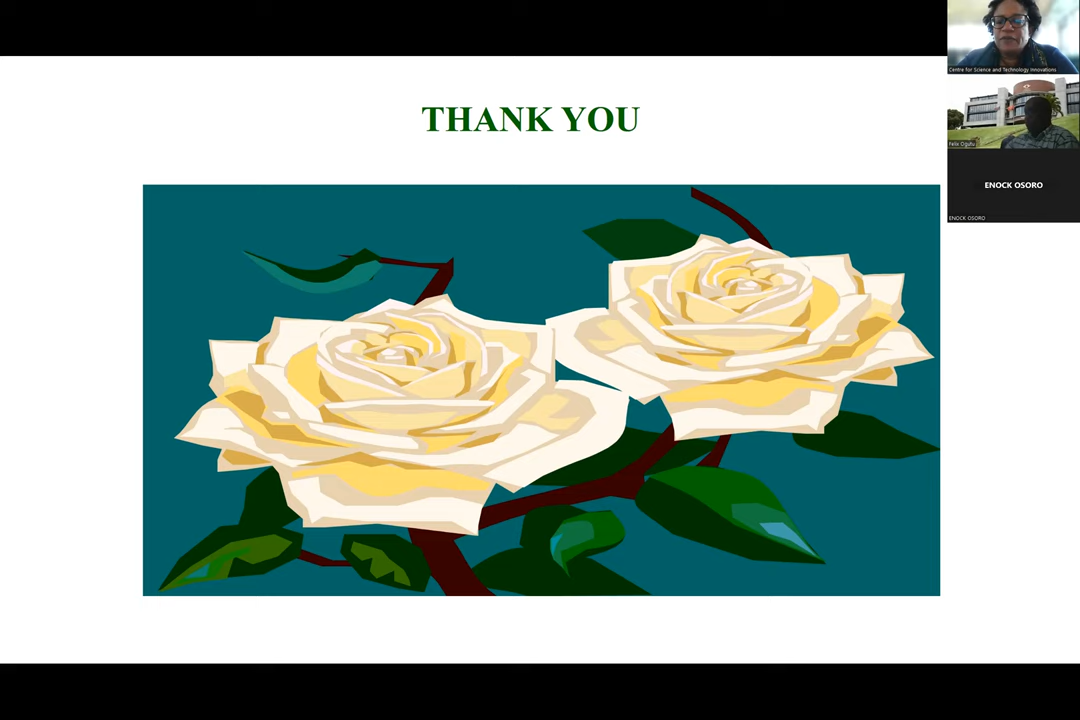 THANK YOU
Centre for Science and Technology Innovations
Felix Ogutu
ENOCK OSORO
ENOCK OSORO